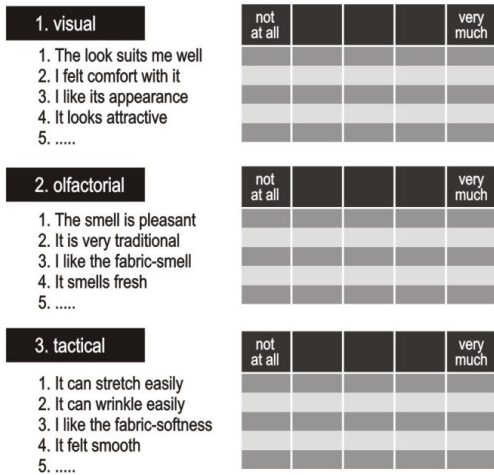 1. visual
not at all
very much
1. The look suits me well
2. I felt comfort with it
3. I like its appearance
4. It looks attractive
5. .....
2. olfactorial
not at all
very much
1. The smell is pleasant
2. It is very traditional
3. I like the fabric-smell
4. It smells fresh
5. .....
3. tactical
not at all
very much
1. It can stretch easily
2. It can wrinkle easily
3. I like the fabric-softness
4. It felt smooth
5. .....